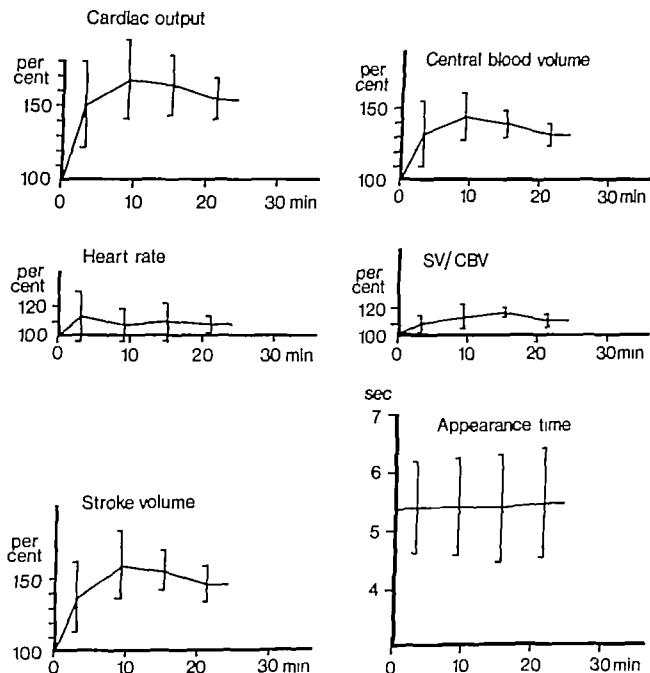 Cardiac output
per
cent
150
100
0 10 20 30 min
Central blood volume
per
cent
150
100
0 10 20 30 min
Heart rate
per
cent
120
100
0 10 20 30 min
SV/CBV
per
cent
120
100
0 10 20 30 min
Stroke volume
per
cent
150
100
0 10 20 30 min
sec
Appearance time
7
6
5
4
0 10 20 30 min